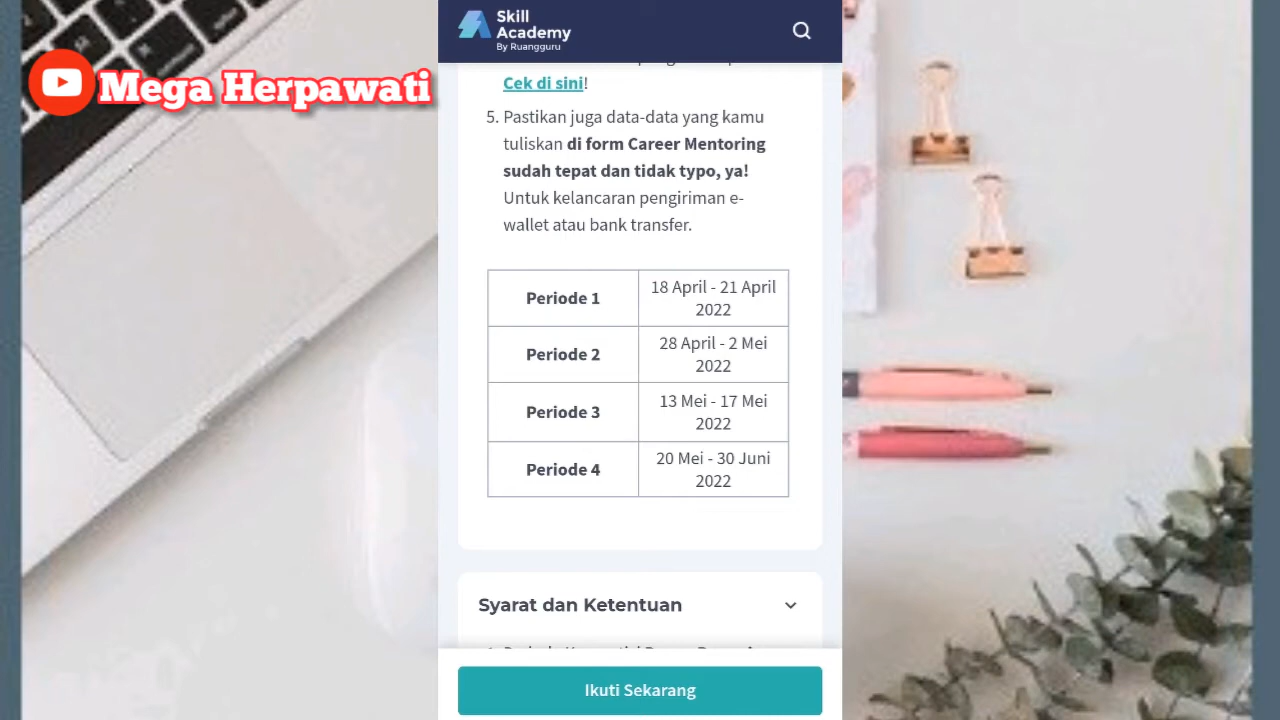 Mega Herpawati
Skill
Academy
By Ruangguru
Cek di sini!
5. Pastikan juga data-data yang kamu
tuliskan di form Career Mentoring
sudah tepat dan tidak typo, ya!
Untuk kelancaran pengiriman e-
wallet atau bank transfer.
Periode 1
18 April - 21 April
2022
Periode 2
28 April - 2 Mei
2022
Periode 3
13 Mei - 17 Mei
2022
Periode 4
20 Mei - 30 Juni
2022
Syarat dan Ketentuan
Ikuti Sekarang